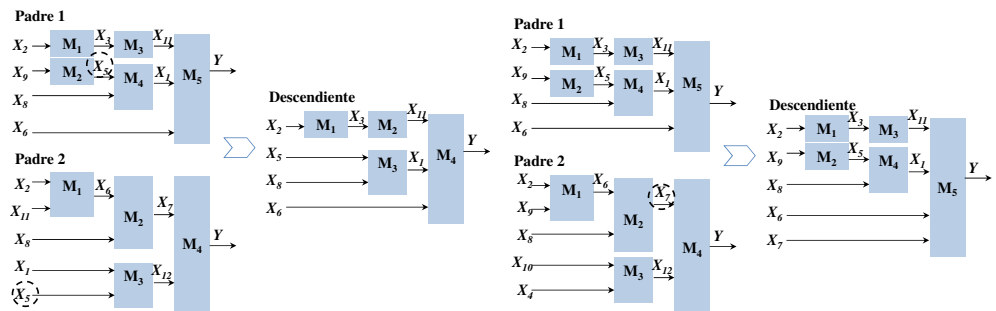 Padre 1
X2 M1 X3 M3 X11
X9 M2 X5 M4 X1 M5 Y
X8
X6
Padre 2
X2 M1 X6
X11 M2 X7
X8 M4 Y
X1 M3 X12
X5
Descendiente
X2 M1 X3 M2 X11
X5 M3 X1 M4 Y
X8
X6
Padre 1
X2 M1 X3 M3 X11
X9 M2 X5 M4 X1 M5 Y
X8
X6
Padre 2
X2 M1 X6 X7
X9 M2
X8 M4 Y
X10 M3 X12
X4
Descendiente
X2 M1 X3 M3 X11
X9 M2 X5 M4 X1 Y
X8 M5
X6
X7